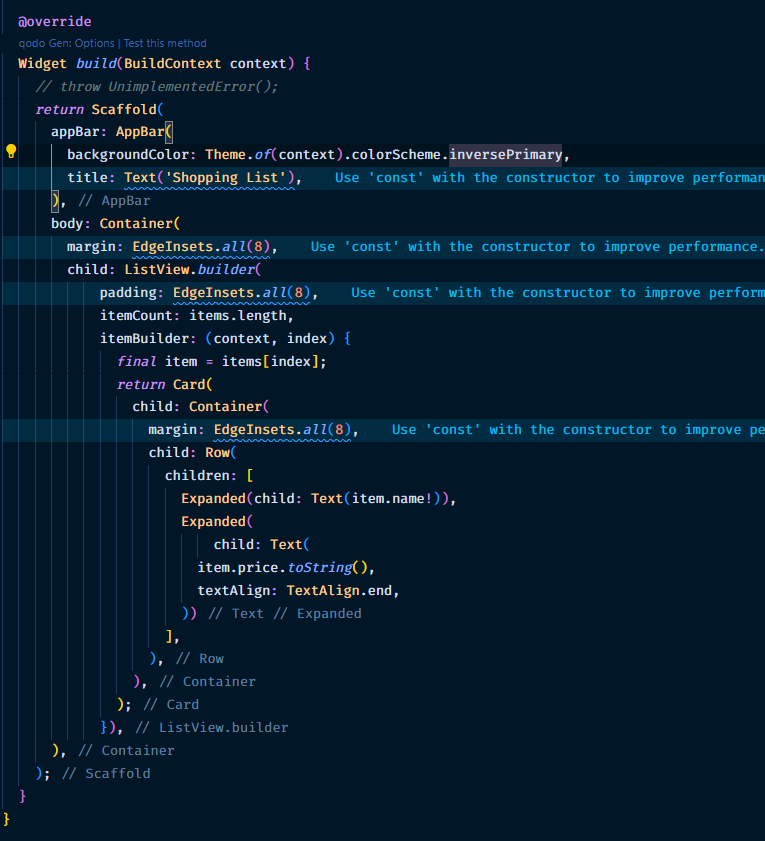 @override
qodo Gen: Options | Test this method
Widget build(BuildContext context) {
  // throw UnimplementedError();
  return Scaffold(
    appBar: AppBar(
      backgroundColor: Theme.of(context).colorScheme.inversePrimary,
      title: Text('Shopping List'),    Use 'const' with the constructor to improve performan
    ), // AppBar
    body: Container(
      margin: EdgeInsets.all(8),    Use 'const' with the constructor to improve performance.
      child: ListView.builder(
          padding: EdgeInsets.all(8),    Use 'const' with the constructor to improve perform
          itemCount: items.length,
          itemBuilder: (context, index) {
            final item = items[index];
            return Card(
              child: Container(
                margin: EdgeInsets.all(8),    Use 'const' with the constructor to improve pe
                child: Row(
                  children: [
                    Expanded(child: Text(item.name!)),
                    Expanded(
                        child: Text(
                      item.price.toString(),
                      textAlign: TextAlign.end,
                    )) // Text // Expanded
                  ],
                ), // Row
              ), // Container
            ); // Card
          }), // ListView.builder
    ), // Container
  ); // Scaffold
}
}